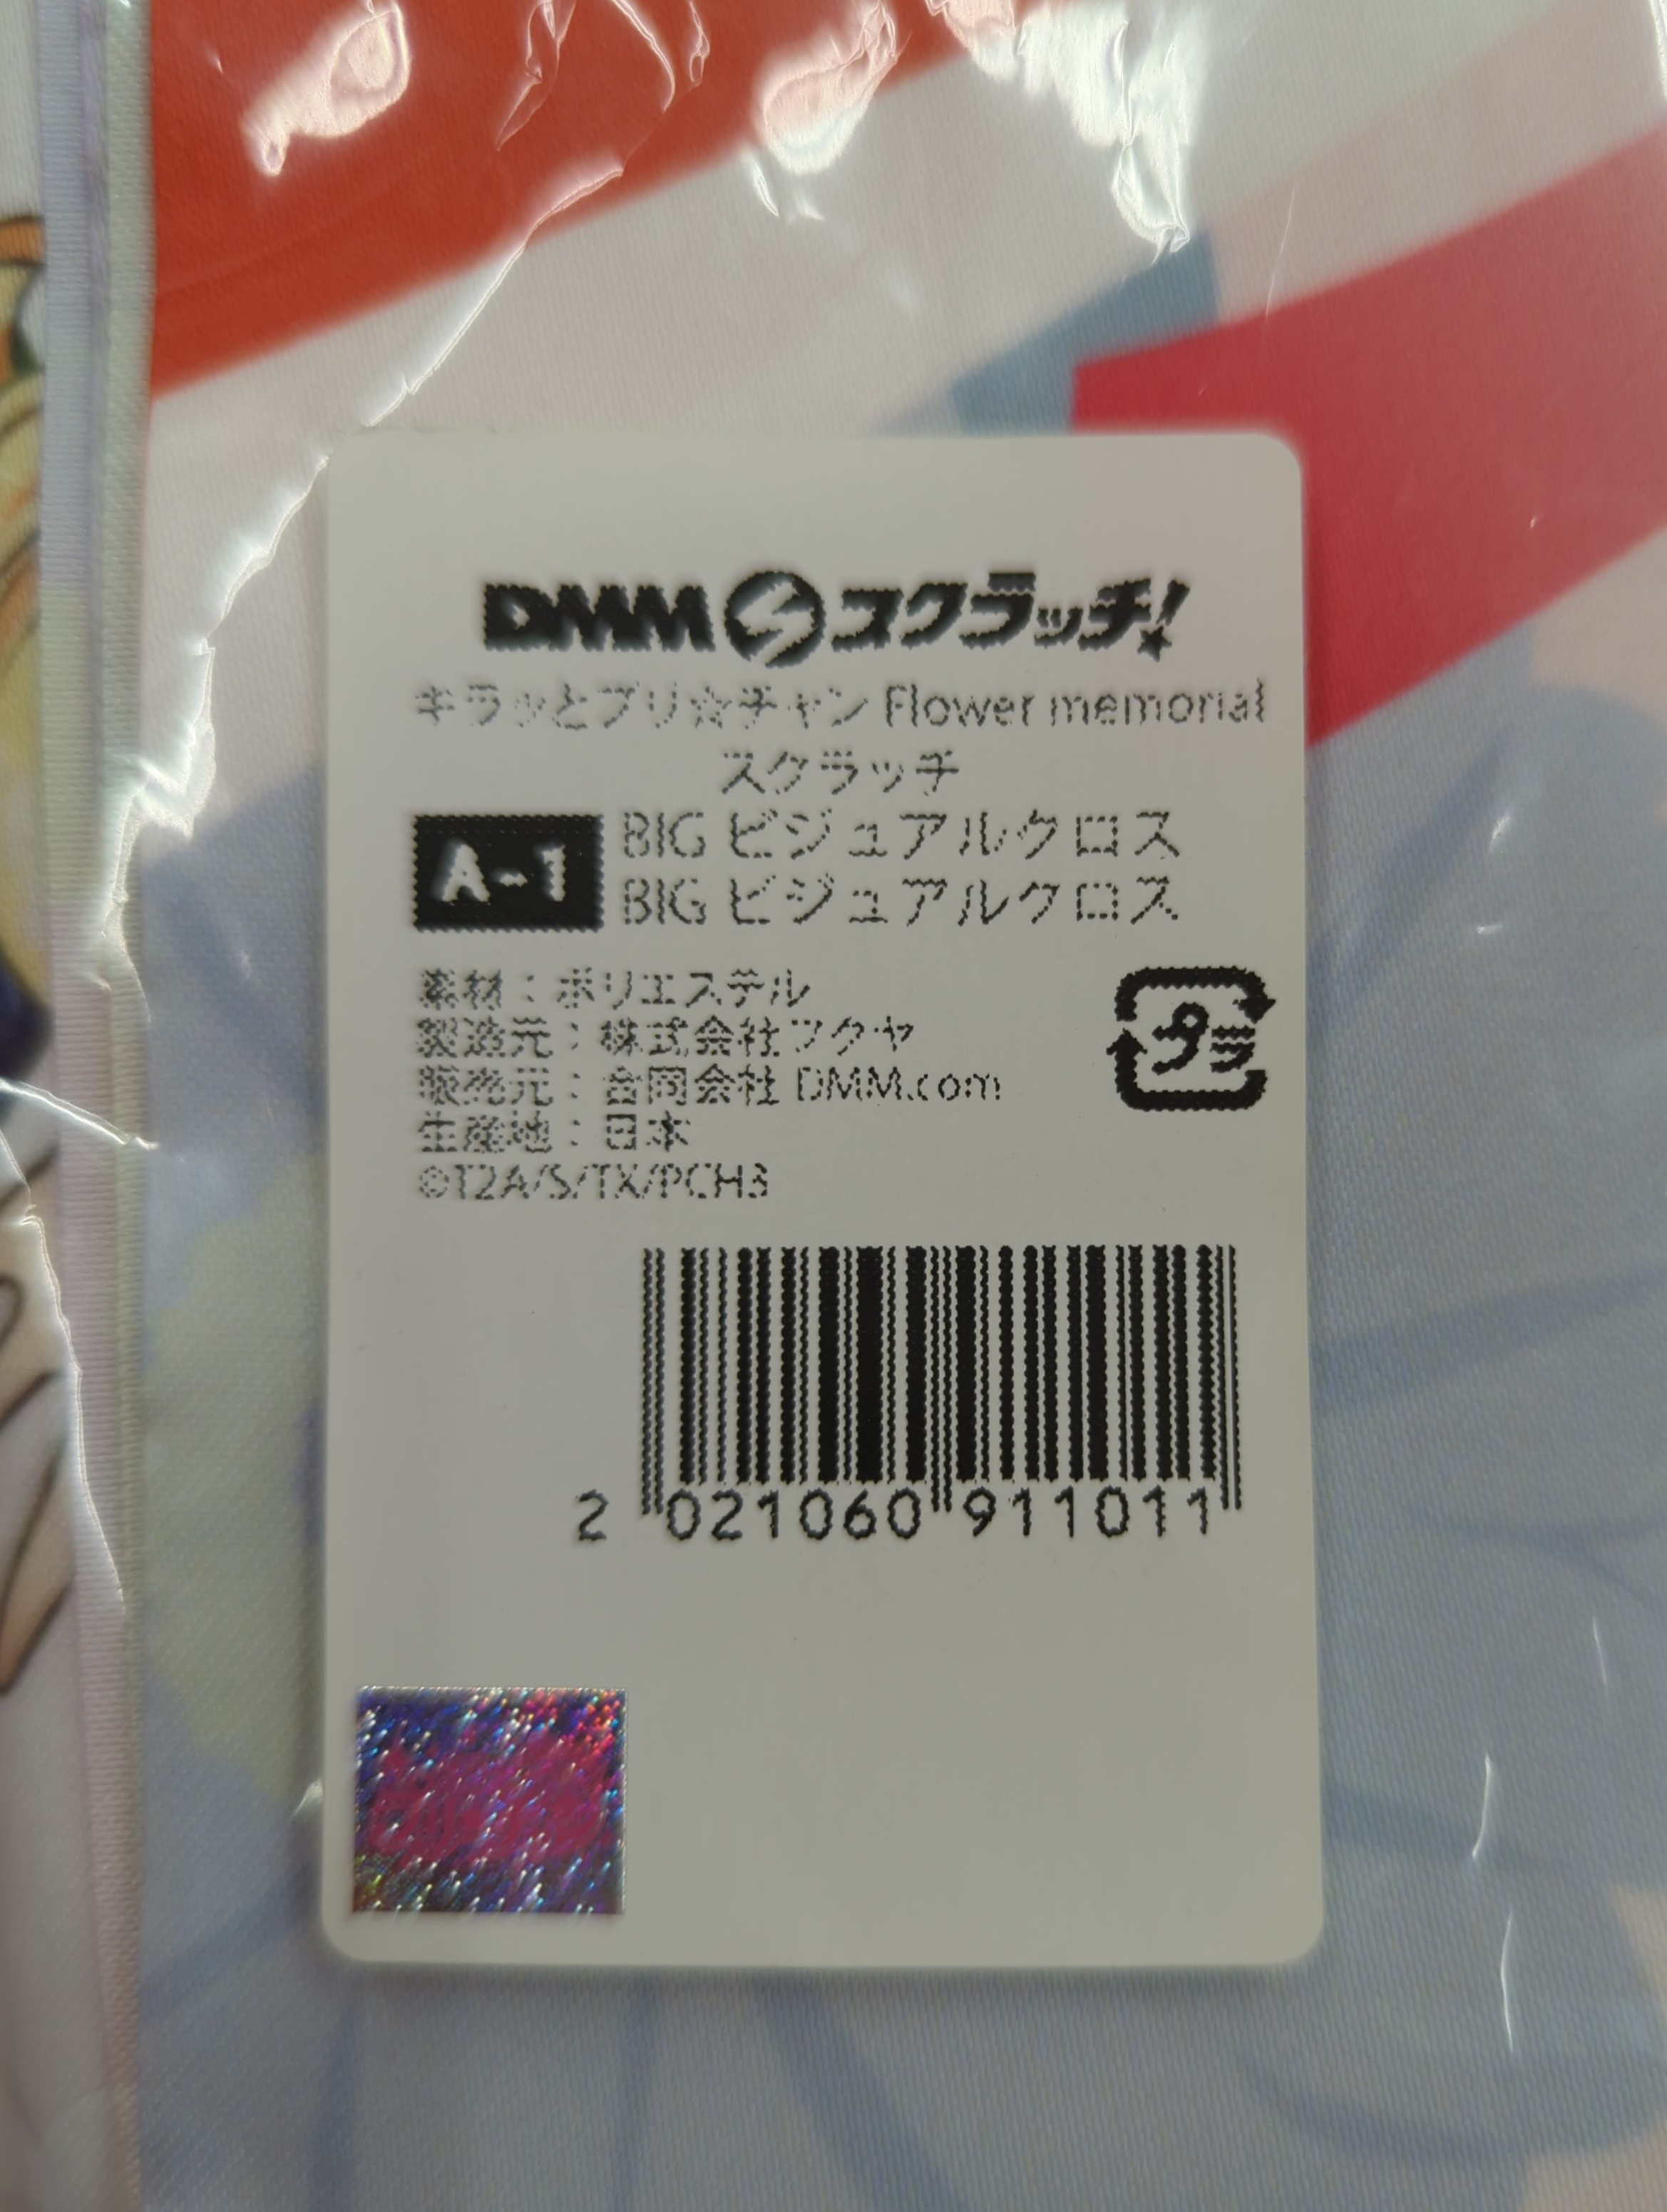 DMMスクラッチ!
キラッとプリ☆チャン Flower memorial
スクラッチ
A-1
BIG ビジュアルクロス
BIG ビジュアルクロス
素材：ポリエステル
製造元：株式会社フクヤ
販売元：合同会社 DMM.com
生産地：日本
©T2A/S/TX/PCH3
プラ
2 021060 911011